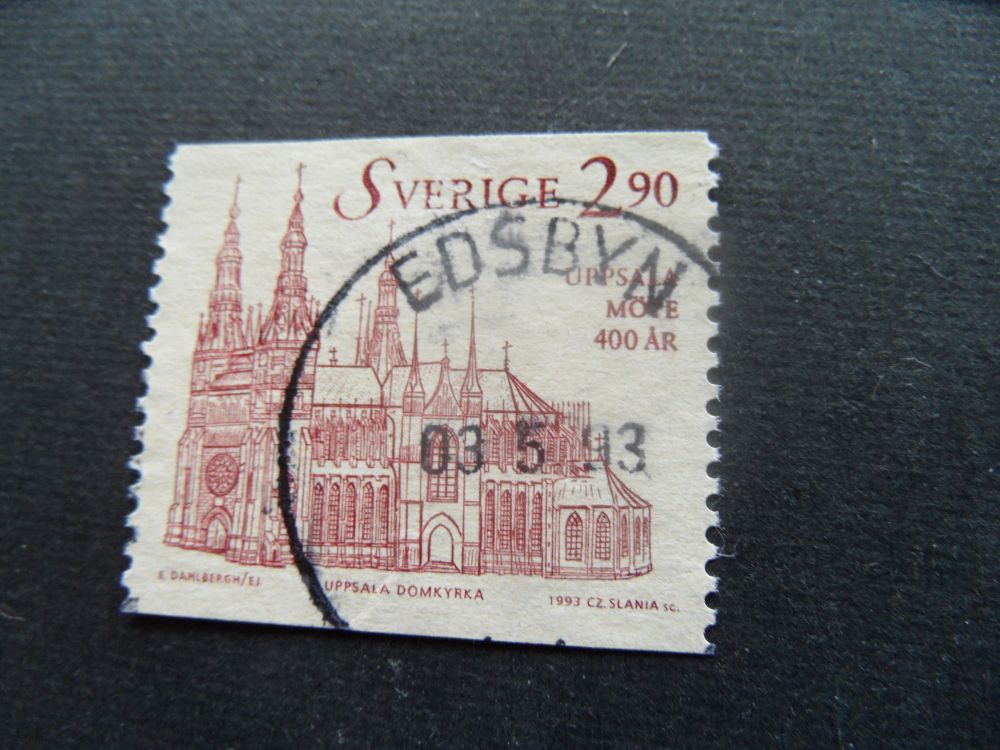 SVERIGE 2.90
EDSBYN
UPPSALA
MÖTE
400 ÅR
03 5 93
E. DAHLBERGH/EJ
UPPSALA DOMKYRKA
1993 CZ. SLANIA SC.